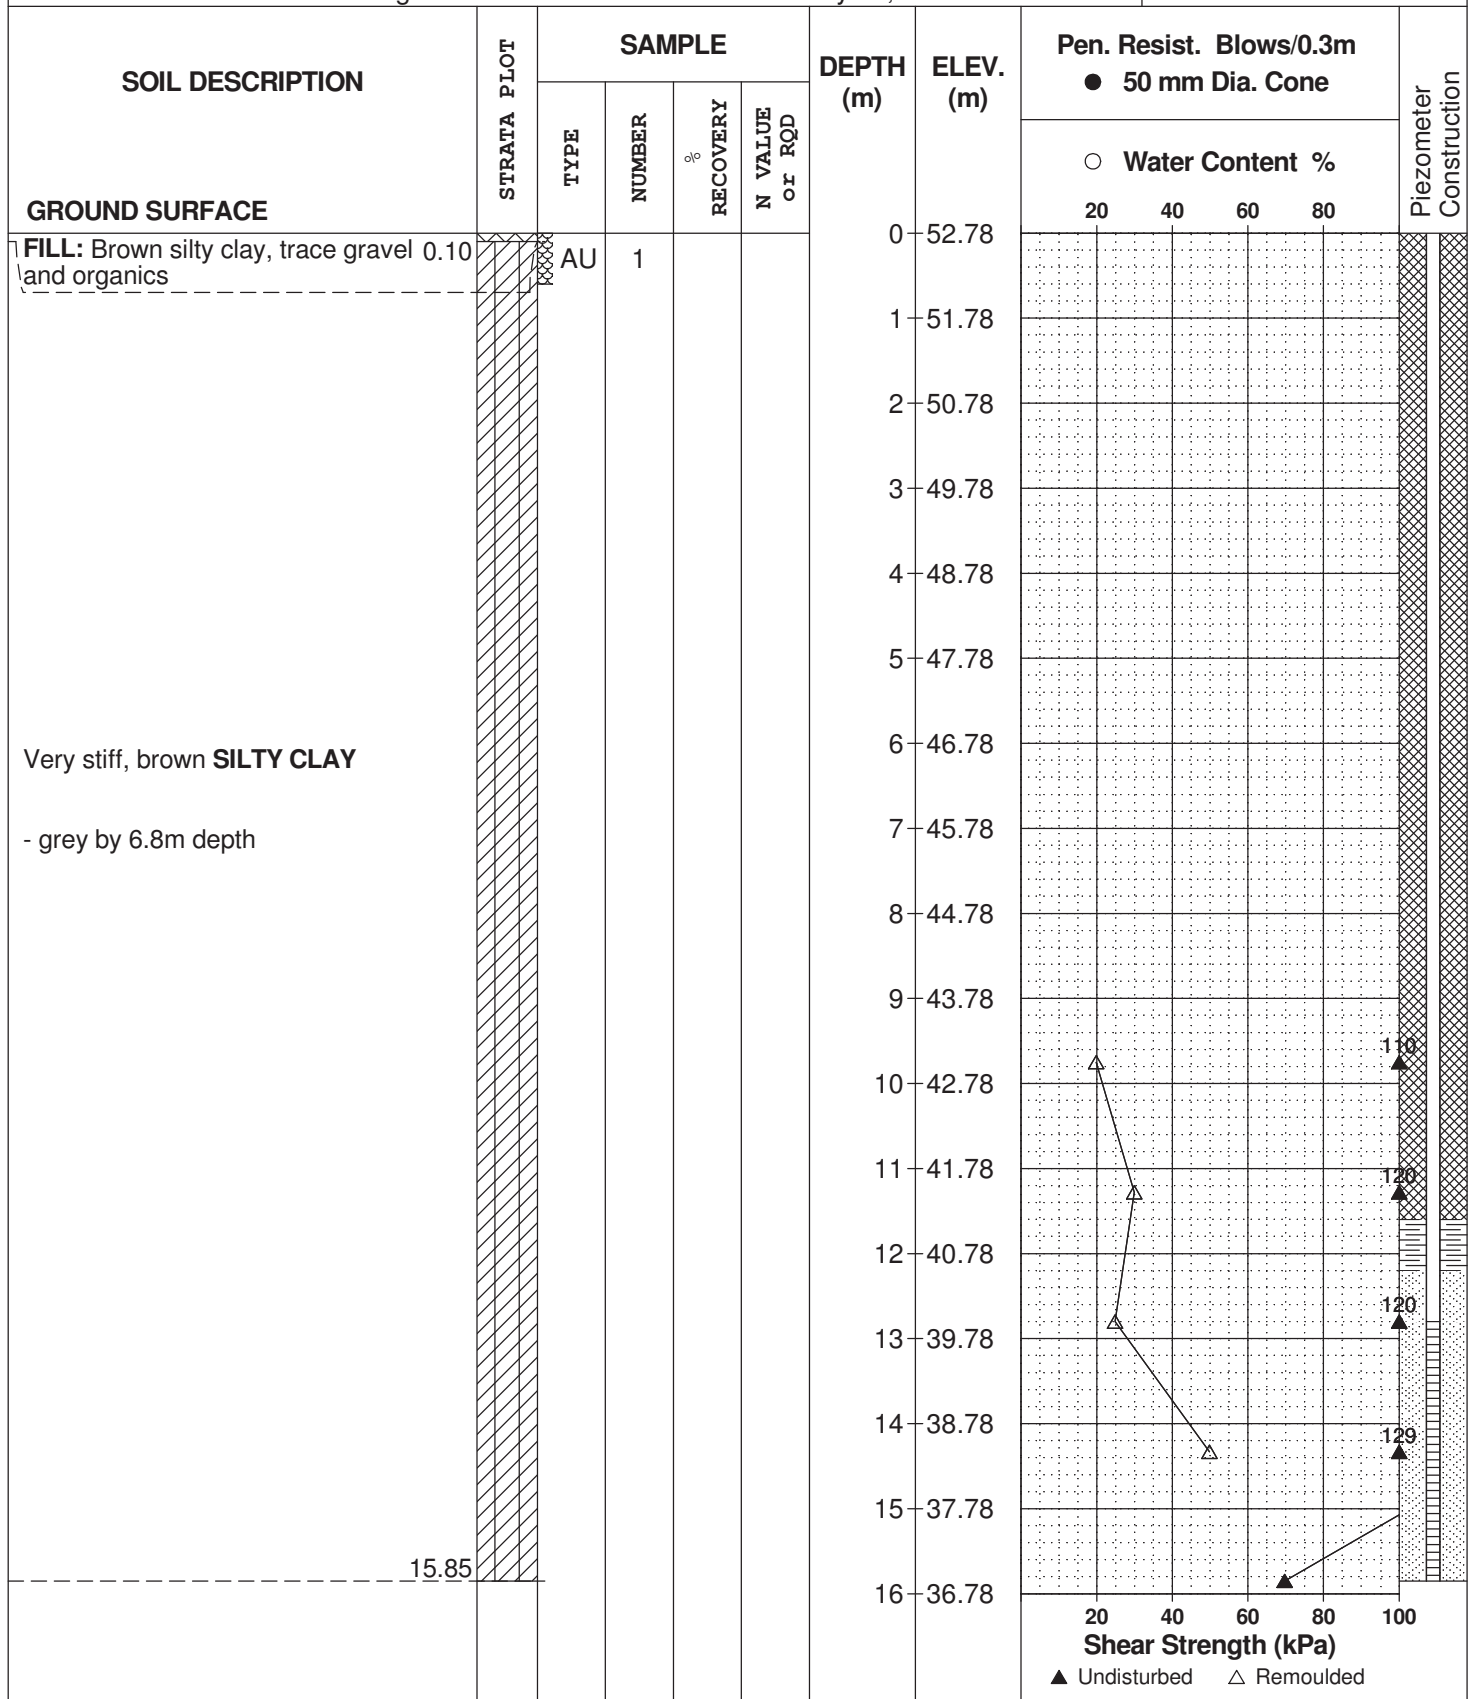 SOIL DESCRIPTION
GROUND SURFACE
STRATA PLOT
SAMPLE
TYPE
NUMBER
%
RECOVERY
N VALUE
or RQD
DEPTH
(m)
ELEV.
(m)
Pen. Resist. Blows/0.3m
● 50 mm Dia. Cone
○ Water Content %
20 40 60 80
Piezometer
Construction
FILL: Brown silty clay, trace gravel 0.10
and organics
AU 1
0 52.78
1 51.78
2 50.78
3 49.78
4 48.78
5 47.78
6 46.78
Very stiff, brown SILTY CLAY
7 45.78
- grey by 6.8m depth
8 44.78
9 43.78
110
10 42.78
11 41.78
120
12 40.78
120
13 39.78
14 38.78
129
15 37.78
15.85
16 36.78
20 40 60 80 100
Shear Strength (kPa)
▲ Undisturbed △ Remoulded